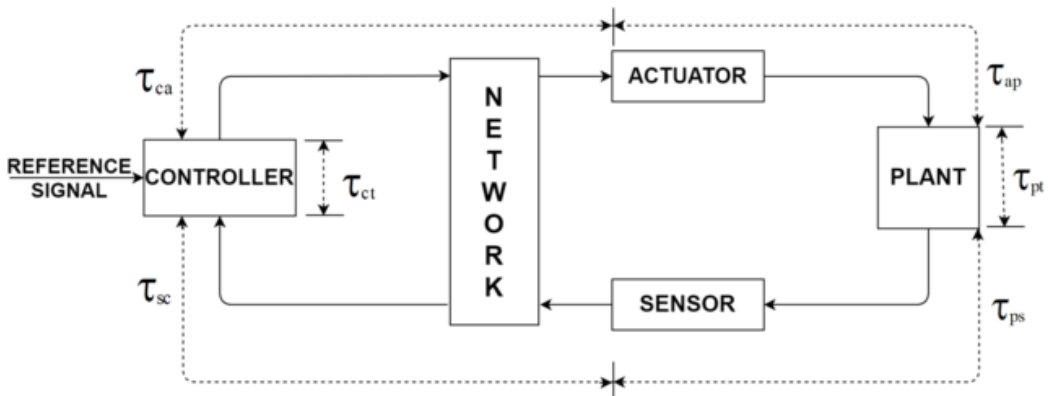 ACTUATOR
τca
τap
N
E
T
W
O
R
K
REFERENCE
SIGNAL
CONTROLLER
τct
PLANT
τpt
τsc
SENSOR
τps